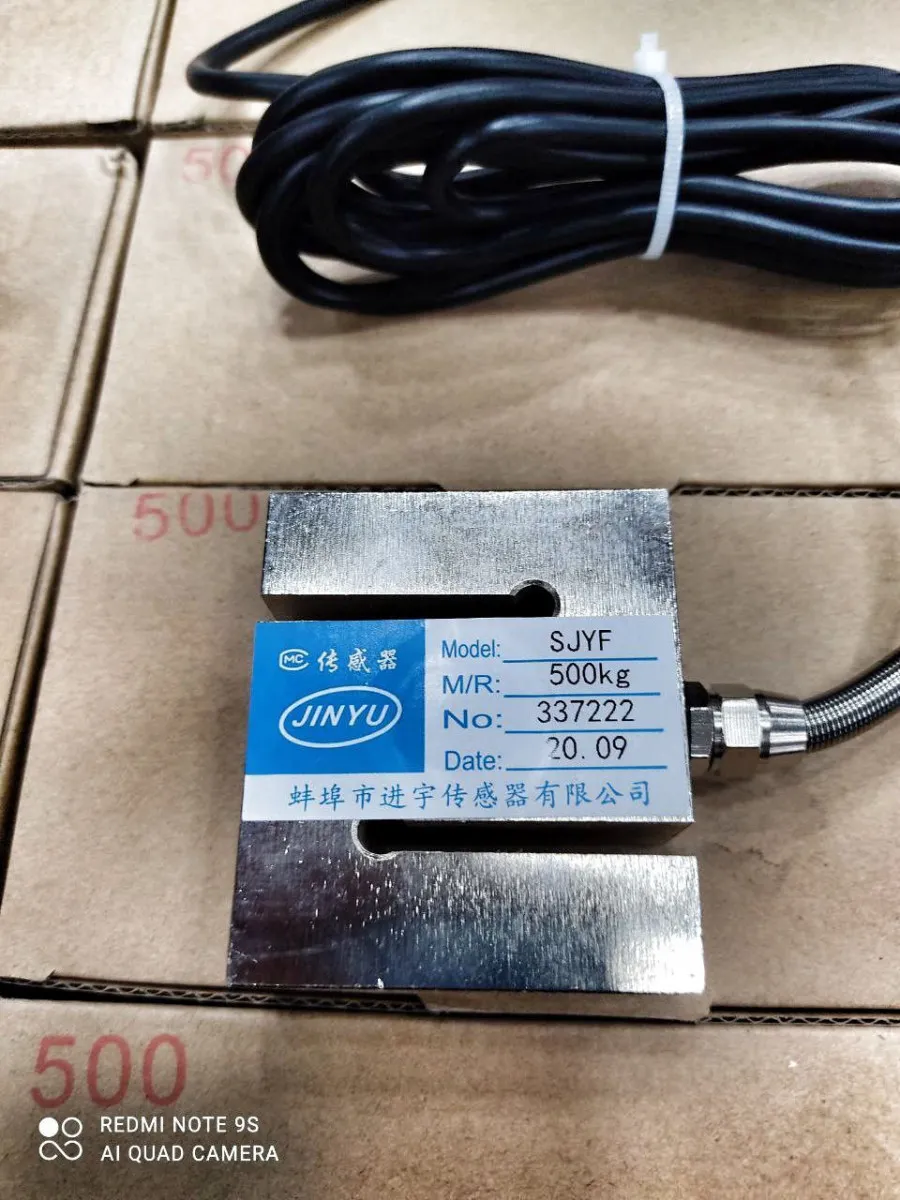 500
500
MC 传感器
JINYU
Model: SJYF
M/R: 500kg
No: 337222
Date: 20.09
蚌埠市进宇传感器有限公司
500
REDMI NOTE 9S
AI QUAD CAMERA